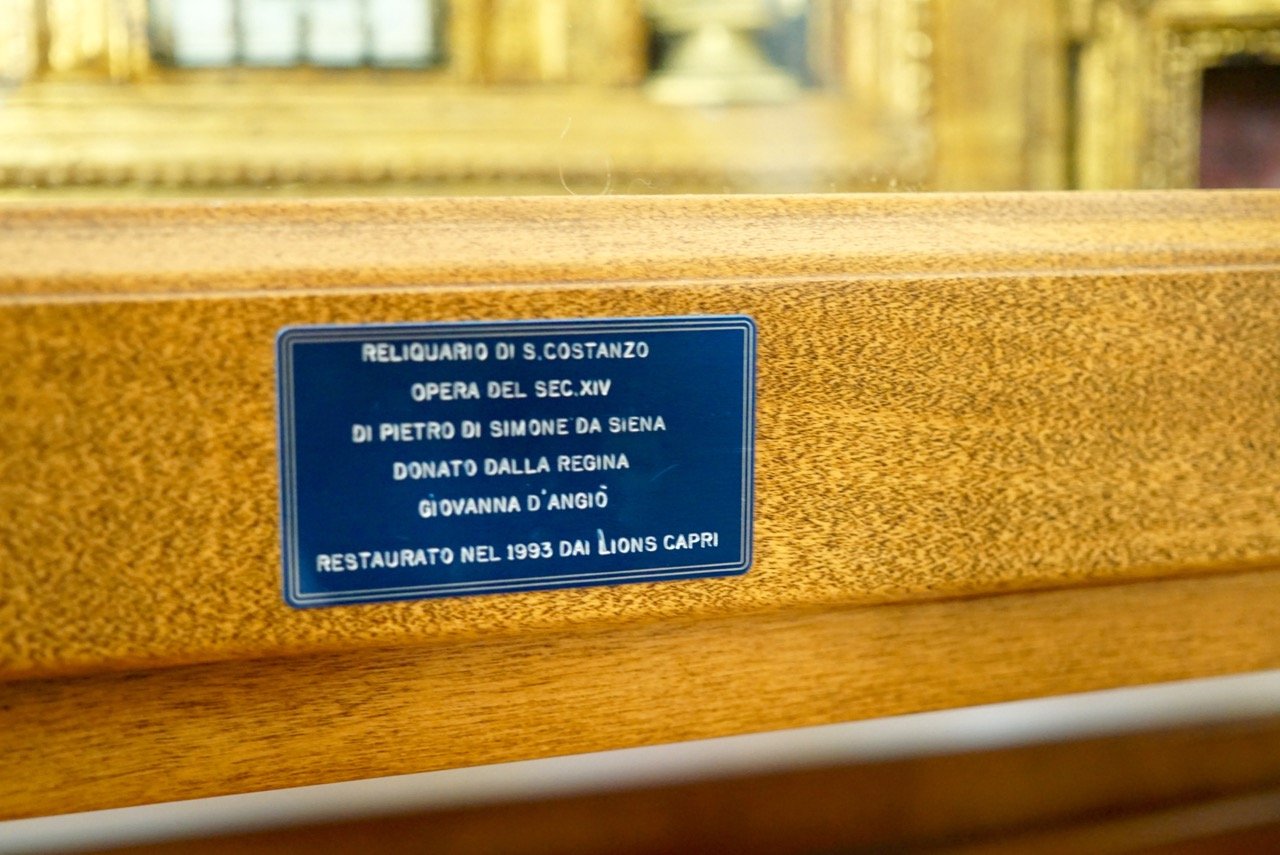 RELIQUARIO DI S.COSTANZO
OPERA DEL SEC.XIV
DI PIETRO DI SIMONE DA SIENA
DONATO DALLA REGINA
GIOVANNA D'ANGIÒ
RESTAURATO NEL 1993 DAI LIONS CAPRI